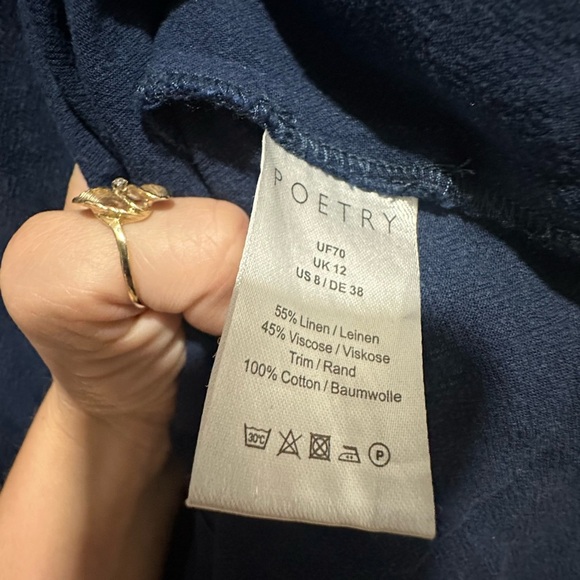 POETRY
UF70
UK 12
US 8 / DE 38
55% Linen / Leinen
45% Viscose / Viskose
Trim / Rand
100% Cotton / Baumwolle
30°C P